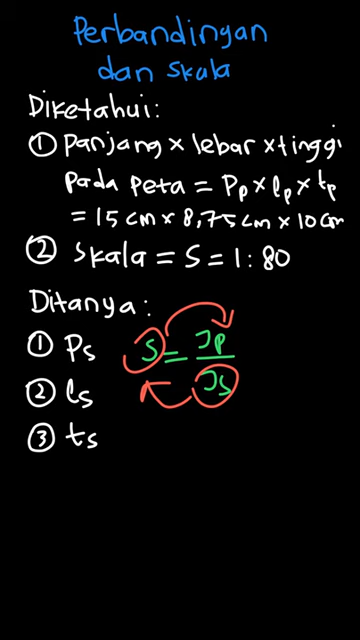 Perbandingan
dan skala
Diketahui:
① Panjang × lebar × tinggi
pada peta = Pp × lp × tp
= 15 cm × 8,75 cm × 10 cm
② Skala = S = 1 : 80
Ditanya:
① Ps
② ls
③ ts
S = Jp / Js